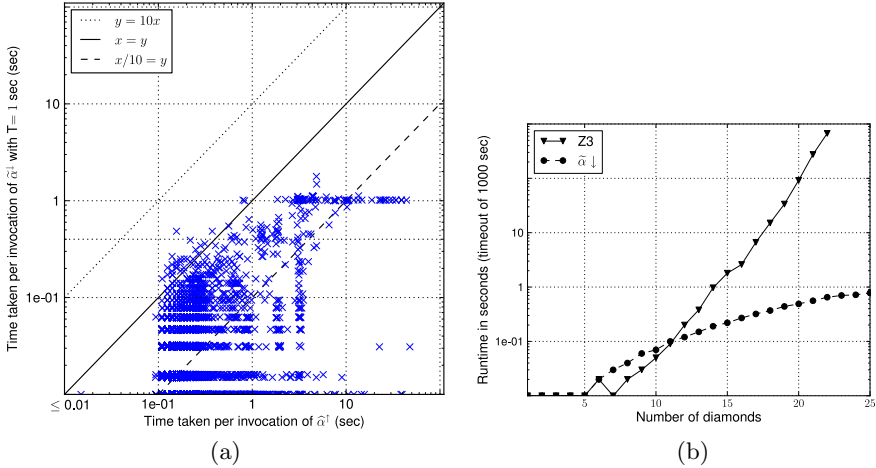 y = 10x
x = y
x/10 = y
Time taken per invocation of α̃↓ with T = 1 sec (sec)
10
1
1e-01
≤ 0.01
1e-01
1
10
Time taken per invocation of α̃↑ (sec)
(a)
Z3
α̃ ↓
Runtime in seconds (timeout of 1000 sec)
10
1
1e-01
5
10
15
20
25
Number of diamonds
(b)